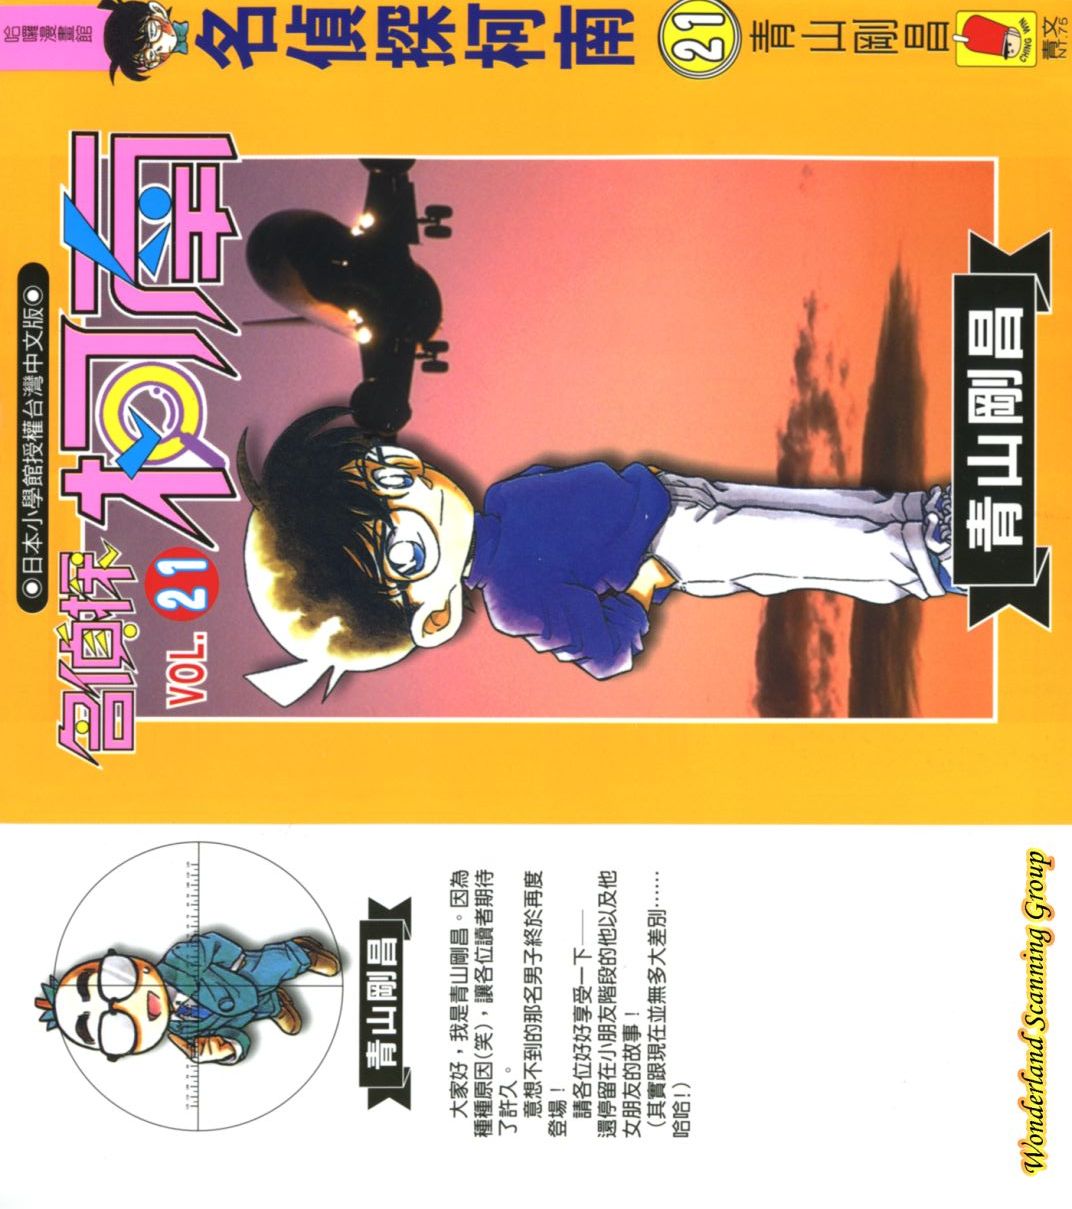 哈囉漫畫館
名偵探柯南
21
青山剛昌
CHING WIN
青文
NT.75
◉日本小學館授權台灣中文版◉
名偵探
柯南
VOL. 21
青山剛昌
青山剛昌
大家好，我是青山剛昌。因為
種種原因(笑)，讓各位讀者期待
了許久。
意想不到的那名男子終於再度
登場！
請各位好好享受一下——
還停留在小朋友階段的他以及他
女朋友的故事！
（其實跟現在並無多大差別……
哈哈！）
Wonderland Scanning Group